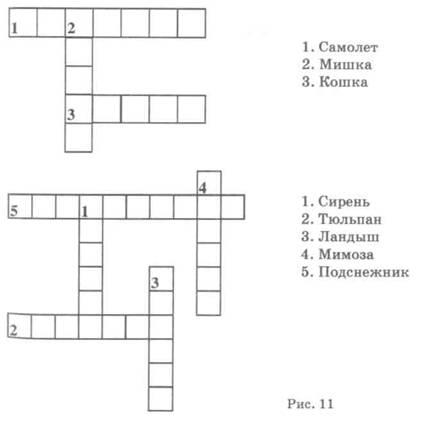 1 2
3
1. Самолет
2. Мишка
3. Кошка
4
5 1
3
2
1. Сирень
2. Тюльпан
3. Ландыш
4. Мимоза
5. Подснежник
Рис. 11